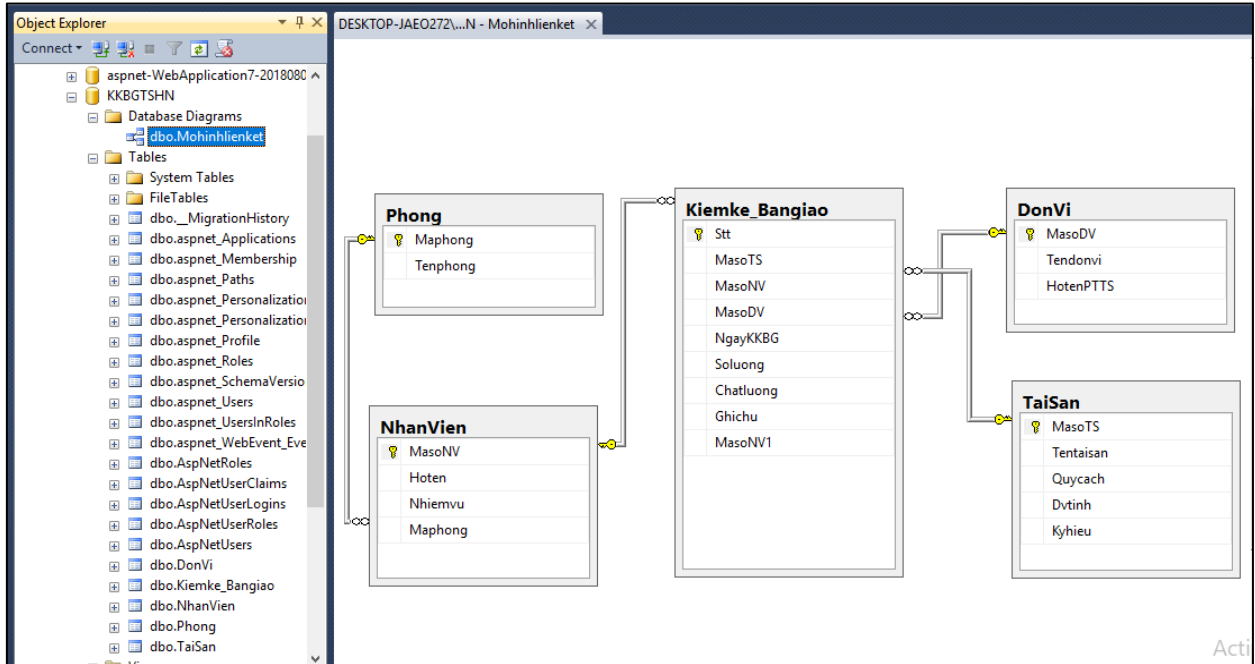 Object Explorer
Connect
aspnet-WebApplication7-2018080
KKBGTSHN
Database Diagrams
dbo.Mohinhlienket
Tables
System Tables
FileTables
dbo.__MigrationHistory
dbo.aspnet_Applications
dbo.aspnet_Membership
dbo.aspnet_Paths
dbo.aspnet_Personalization
dbo.aspnet_Personalization
dbo.aspnet_Profile
dbo.aspnet_Roles
dbo.aspnet_SchemaVersio
dbo.aspnet_Users
dbo.aspnet_UsersInRoles
dbo.aspnet_WebEvent_Eve
dbo.AspNetRoles
dbo.AspNetUserClaims
dbo.AspNetUserLogins
dbo.AspNetUserRoles
dbo.AspNetUsers
dbo.DonVi
dbo.Kiemke_Bangiao
dbo.NhanVien
dbo.Phong
dbo.TaiSan
DESKTOP-JAEO272\...N - Mohinhlienket
Phong
Maphong
Tenphong
NhanVien
MasoNV
Hoten
Nhiemvu
Maphong
Kiemke_Bangiao
Stt
MasoTS
MasoNV
MasoDV
NgayKKBG
Soluong
Chatluong
Ghichu
MasoNV1
DonVi
MasoDV
Tendonvi
HotenPTTS
TaiSan
MasoTS
Tentaisan
Quycach
Dvtinh
Kyhieu
Acti